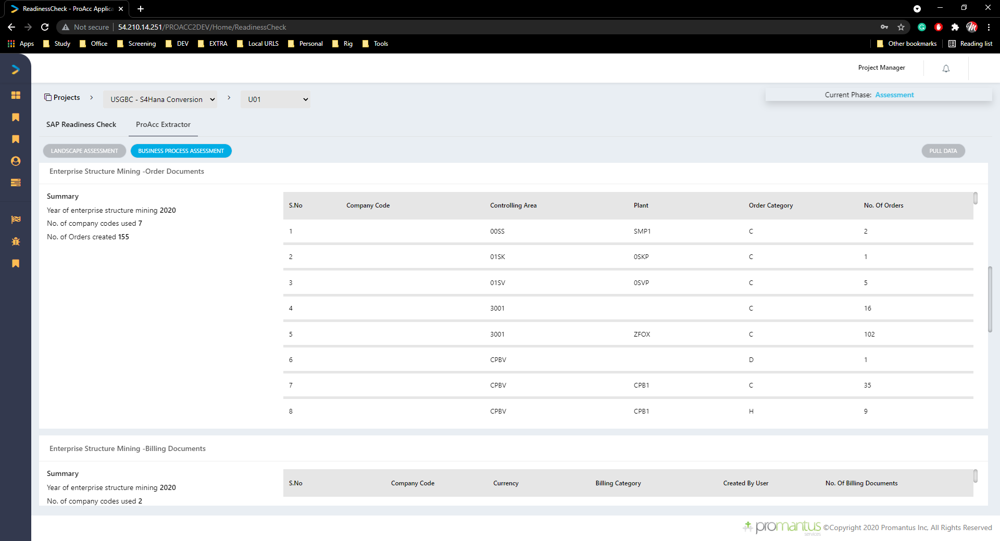 ReadinessCheck - ProAcc Applica
Not secure 54.210.14.251/PROACC2DEV/Home/ReadinessCheck
Apps Study Office Screening DEV EXTRA Local URLS Personal Rig Tools Other bookmarks Reading list
Project Manager
Projects USGBC - S4Hana Conversion U01 Current Phase: Assessment
SAP Readiness Check ProAcc Extractor
LANDSCAPE ASSESSMENT BUSINESS PROCESS ASSESSMENT PULL DATA
Enterprise Structure Mining -Order Documents
Summary
Year of enterprise structure mining 2020
No. of company codes used 7
No. of Orders created 155
S.No Company Code Controlling Area Plant Order Category No. Of Orders
1 00SS SMP1 C 2
2 01SK 0SKP C 1
3 01SV 0SVP C 5
4 3001 C 16
5 3001 ZFOX C 102
6 CPBV D 1
7 CPBV CPB1 C 35
8 CPBV CPB1 H 9
Enterprise Structure Mining -Billing Documents
Summary
Year of enterprise structure mining 2020
No. of company codes used 2
S.No Company Code Currency Billing Category Created By User No. Of Billing Documents
promantus
services
©Copyright 2020 Promantus Inc, All Rights Reserved